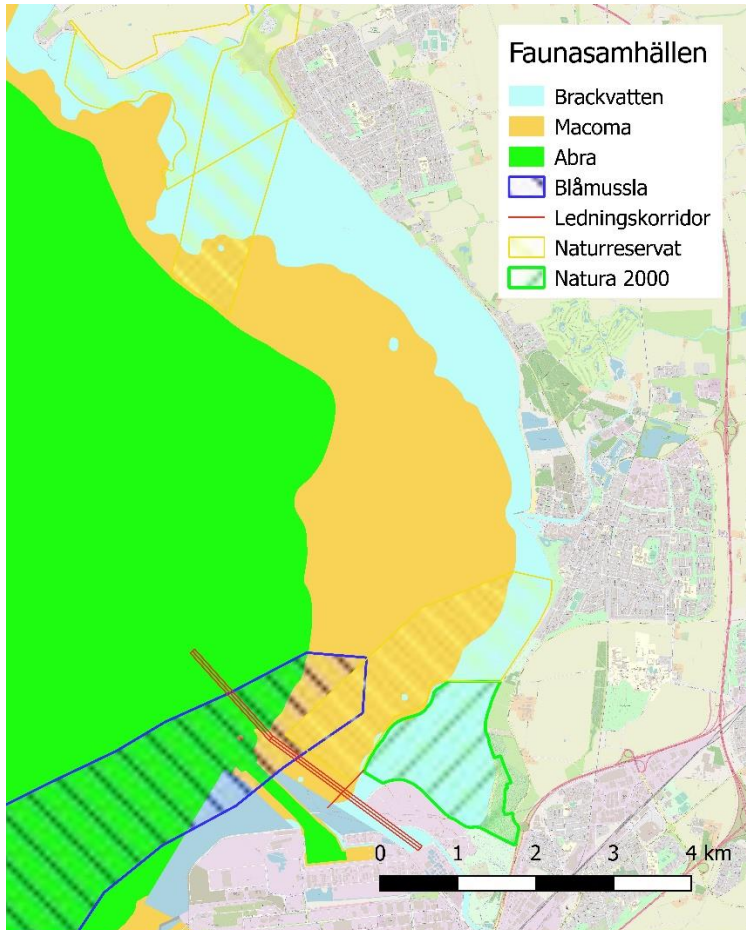 Faunasamhällen
Brackvatten
Macoma
Abra
Blåmussla
Ledningskorridor
Naturreservat
Natura 2000
0 1 2 3 4 km